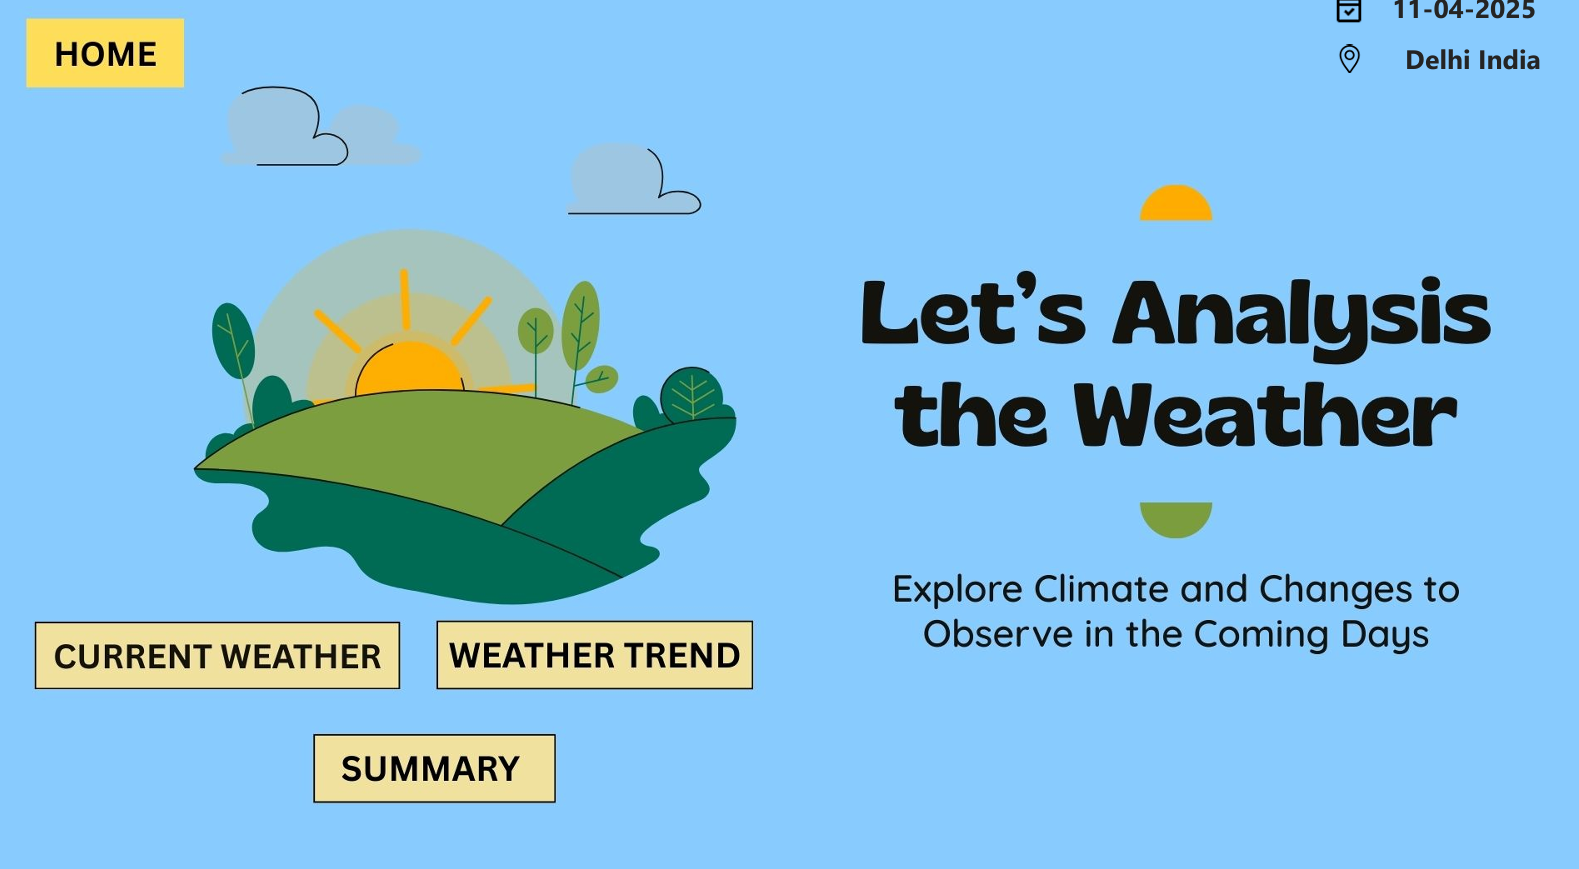 HOME
11-04-2025
Delhi India
Let's Analysis
the Weather
Explore Climate and Changes to
Observe in the Coming Days
CURRENT WEATHER
WEATHER TREND
SUMMARY